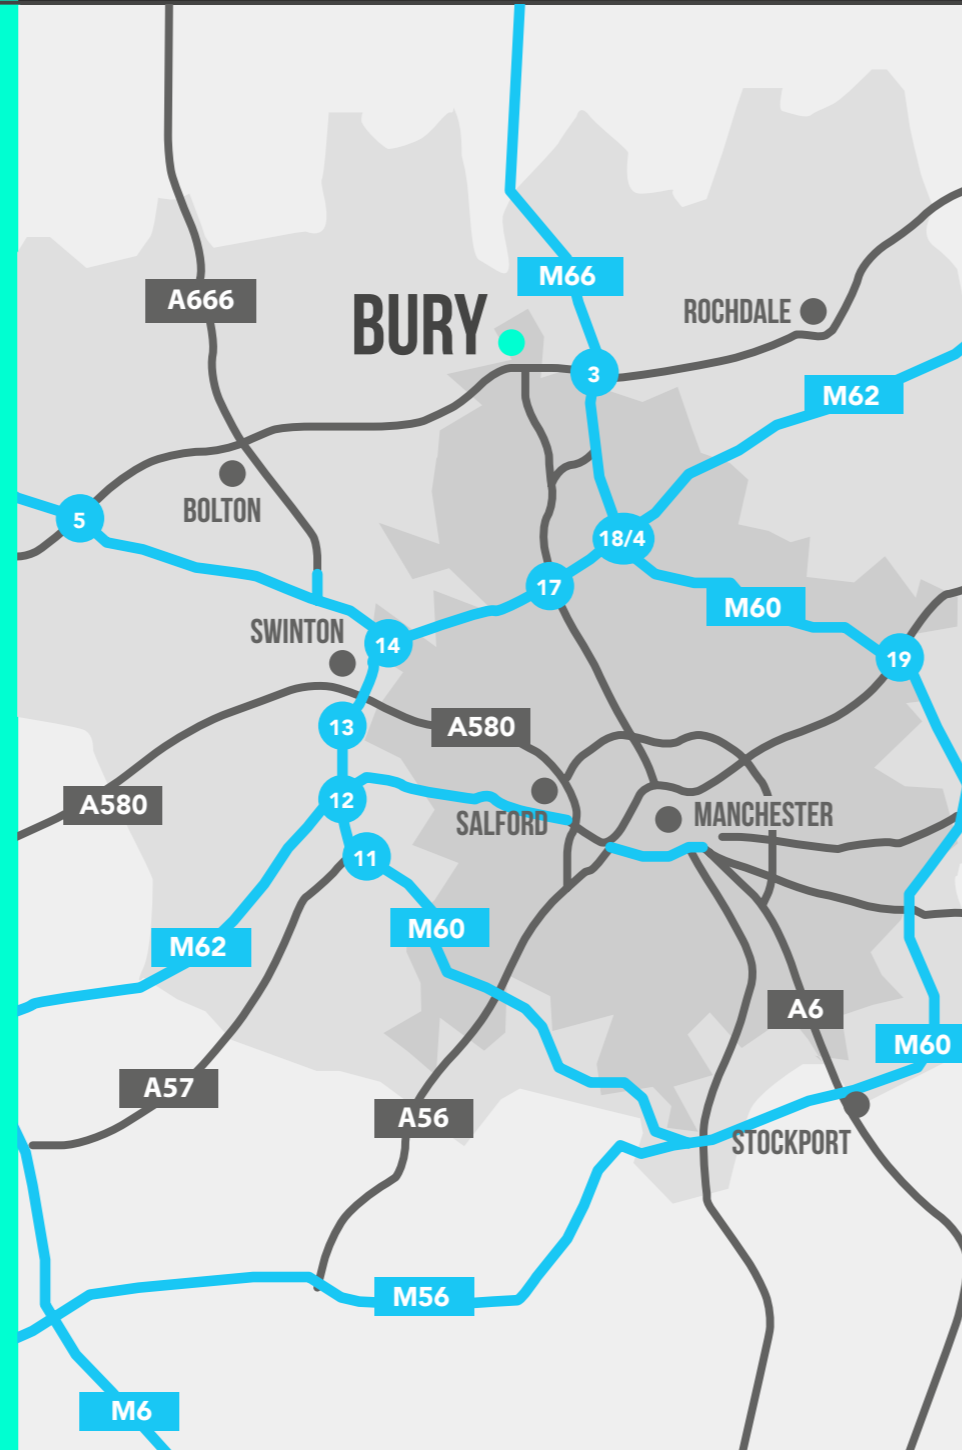 M66
A666
BURY
ROCHDALE
3
M62
BOLTON
5
18/4
17
M60
SWINTON
14
19
13
A580
A580
12
SALFORD
MANCHESTER
11
M60
M62
A6
M60
A57
A56
STOCKPORT
M56
M6